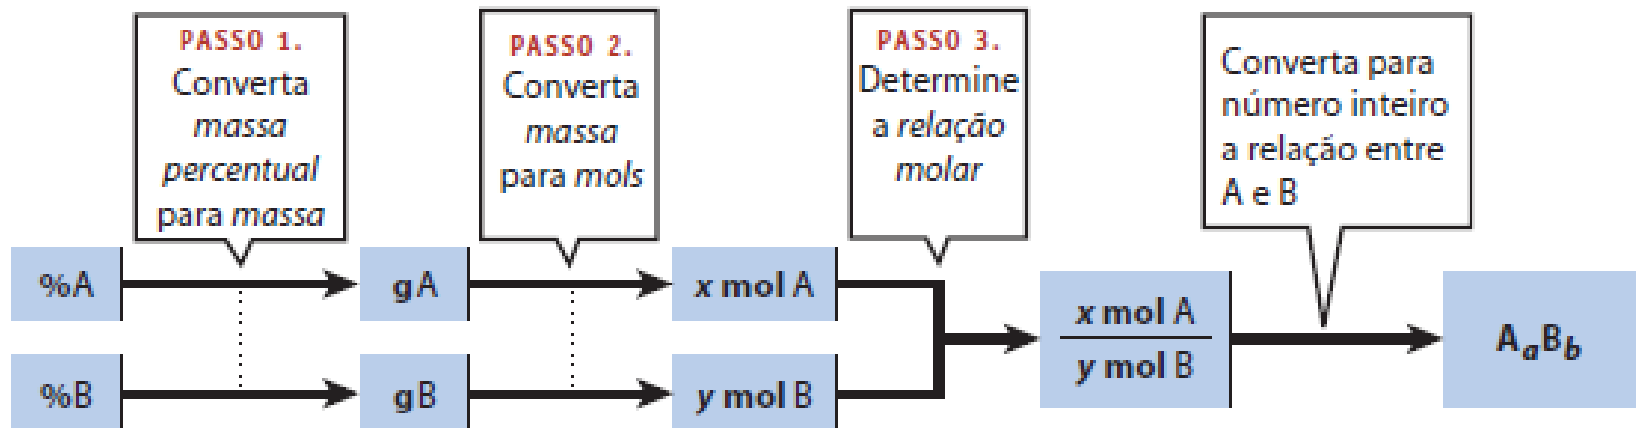 PASSO 1.
Converta
massa
percentual
para massa
PASSO 2.
Converta
massa
para mols
PASSO 3.
Determine
a relação
molar
Converta para
número inteiro
a relação entre
A e B
%A
gA
x mol A
x mol A
y mol B
AaBb
%B
gB
y mol B